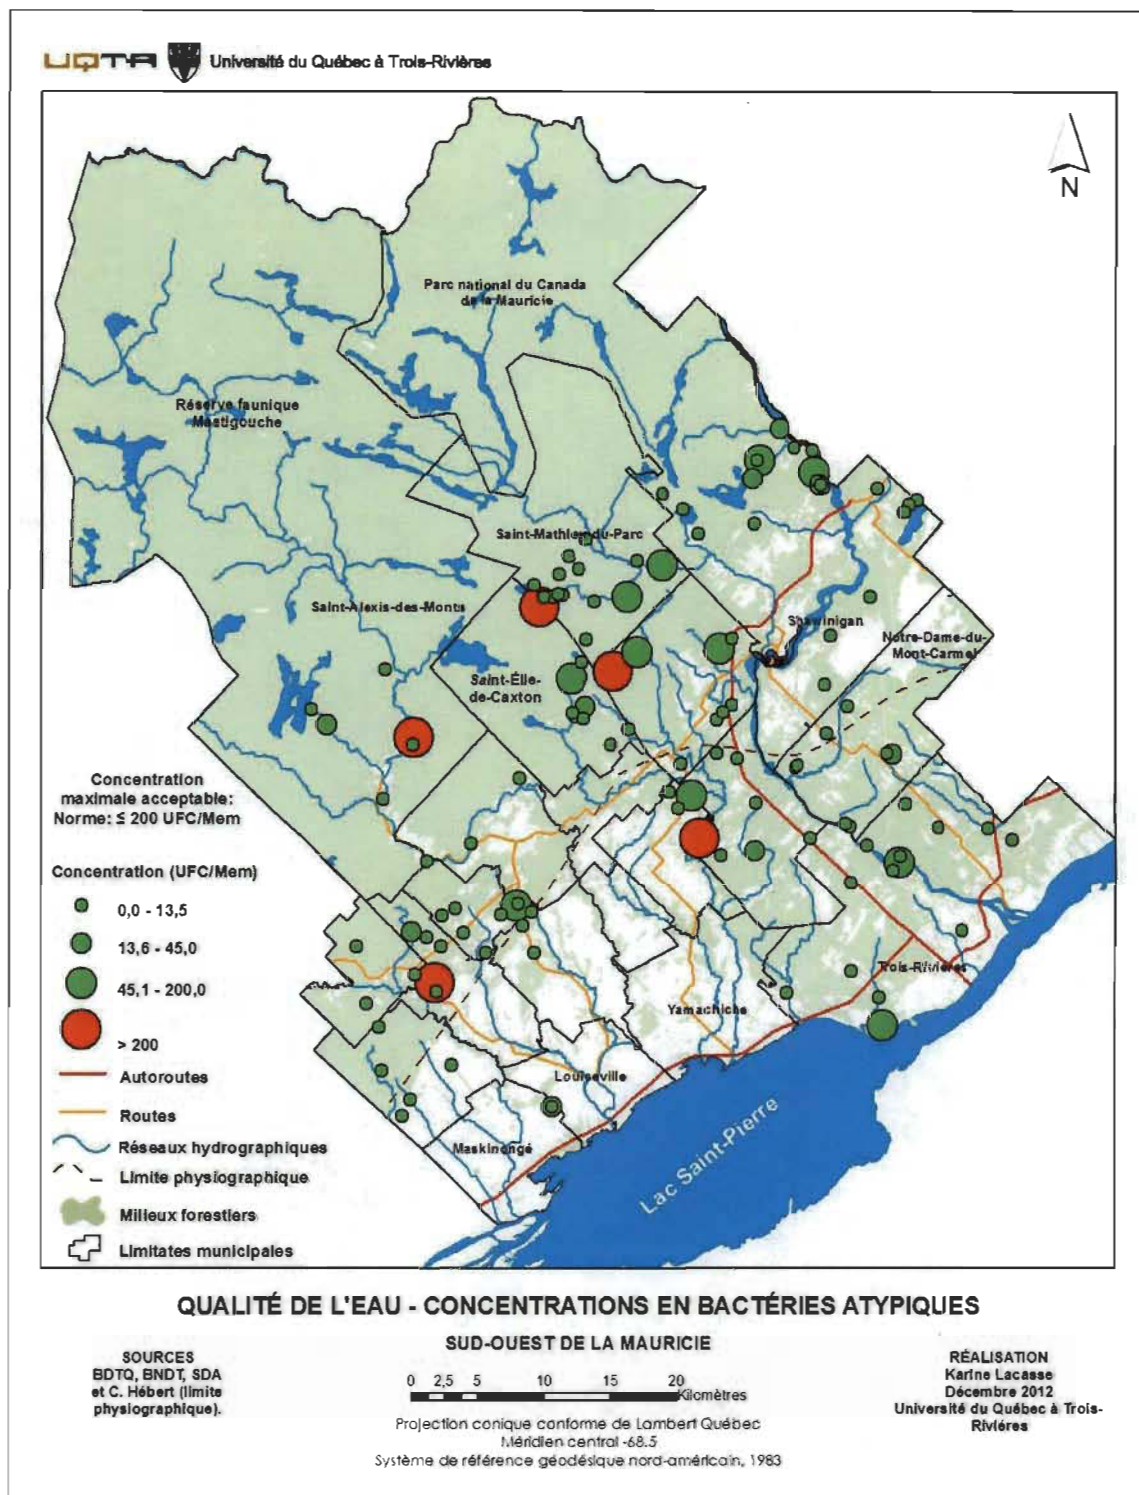 UQTR Université du Québec à Trois-Rivières
N
Parc national du Canada
de la Mauricie
Réserve faunique
Mastigouche
Saint-Mathieu-du-Parc
Saint-Alexis-des-Monts
Shawinigan
Notre-Dame-du-
Mont-Carmel
Saint-Élie-
de-Caxton
Trois-Rivières
Yamachiche
Louiseville
Maskinongé
Lac Saint-Pierre
Concentration
maximale acceptable:
Norme: ≤ 200 UFC/Mem
Concentration (UFC/Mem)
0,0 - 13,5
13,6 - 45,0
45,1 - 200,0
> 200
Autoroutes
Routes
Réseaux hydrographiques
Limite physiographique
Milieux forestiers
Limitates municipales
QUALITÉ DE L'EAU - CONCENTRATIONS EN BACTÉRIES ATYPIQUES
SUD-OUEST DE LA MAURICIE
SOURCES
BDTQ, BNDT, SDA
et C. Hébert (limite
physiographique).
0 2,5 5 10 15 20
Kilomètres
Projection conique conforme de Lambert Québec
Méridien central -68.5
Système de référence géodésique nord-américain, 1983
RÉALISATION
Karine Lacasse
Décembre 2012
Université du Québec à Trois-
Rivières